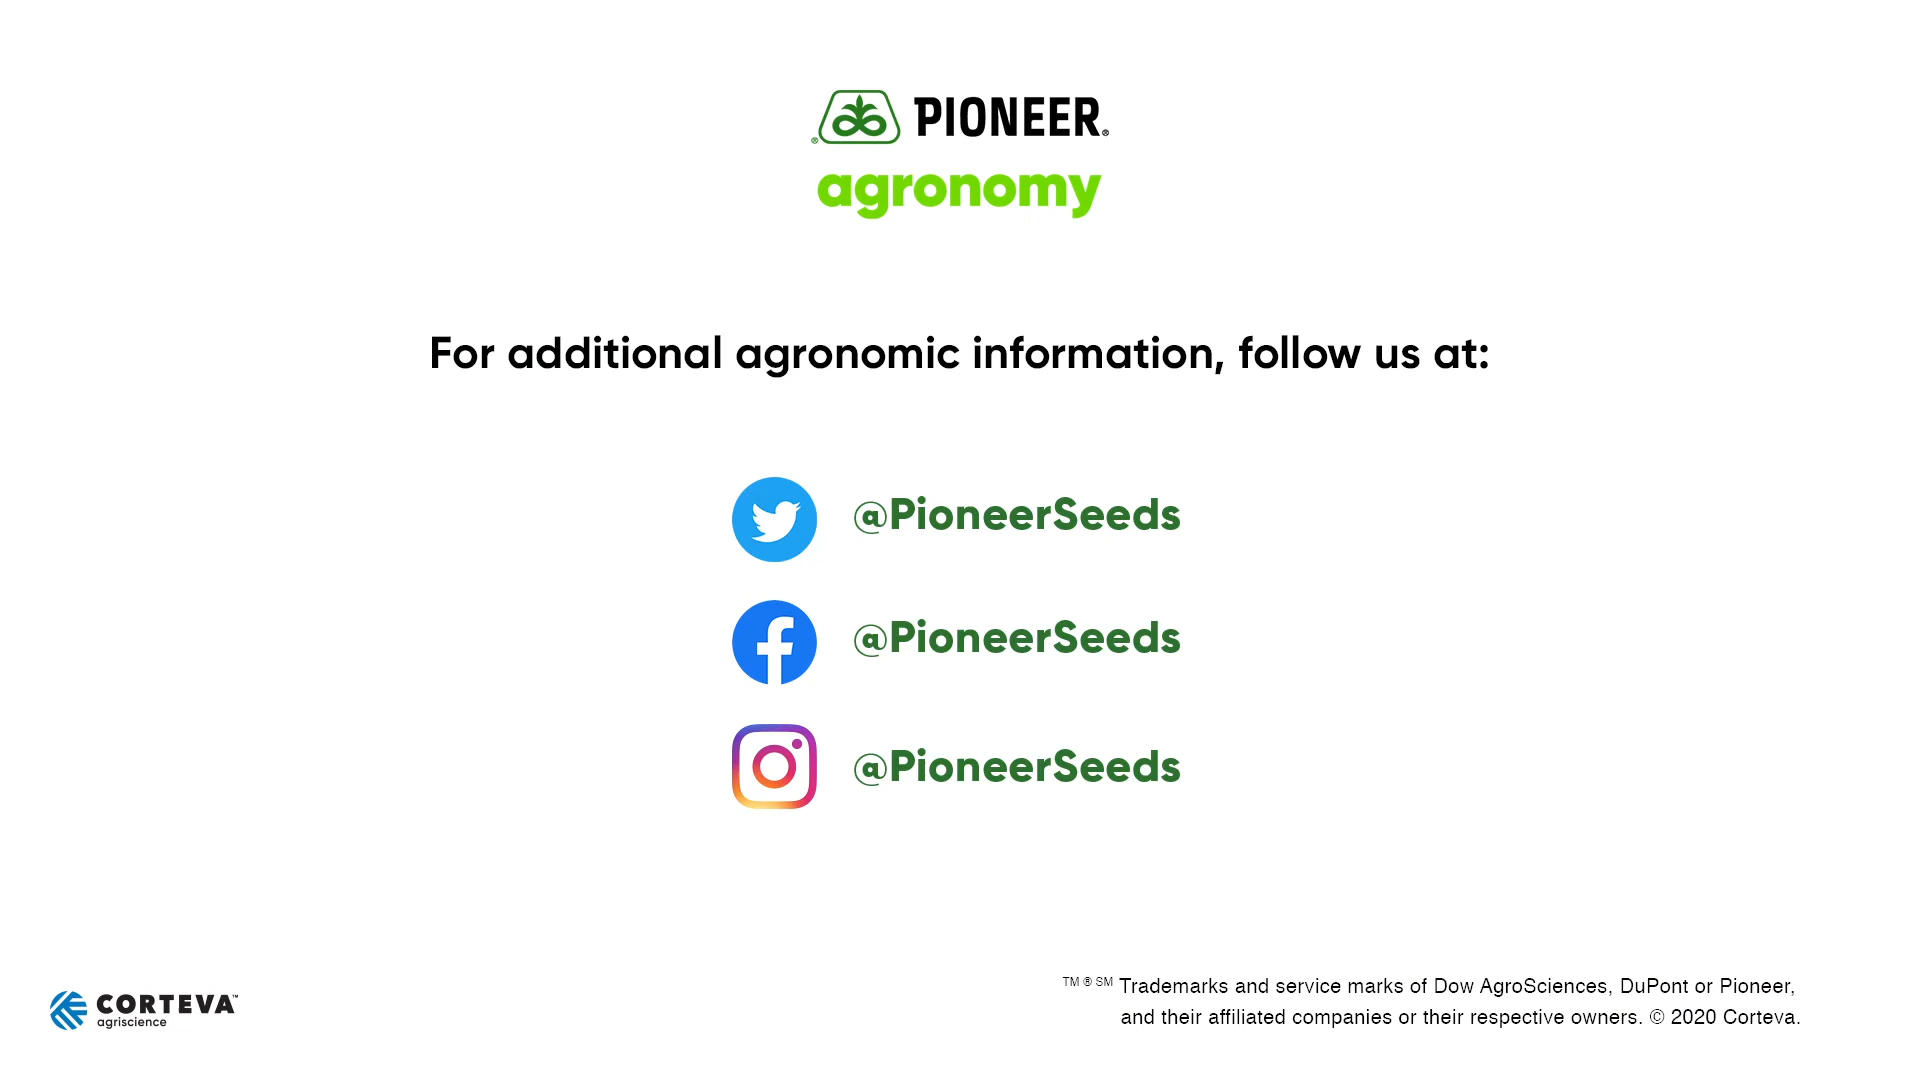 PIONEER®
agronomy
For additional agronomic information, follow us at:
@PioneerSeeds
@PioneerSeeds
@PioneerSeeds
CORTEVA™
agriscience
TM ® SM Trademarks and service marks of Dow AgroSciences, DuPont or Pioneer,
and their affiliated companies or their respective owners. © 2020 Corteva.